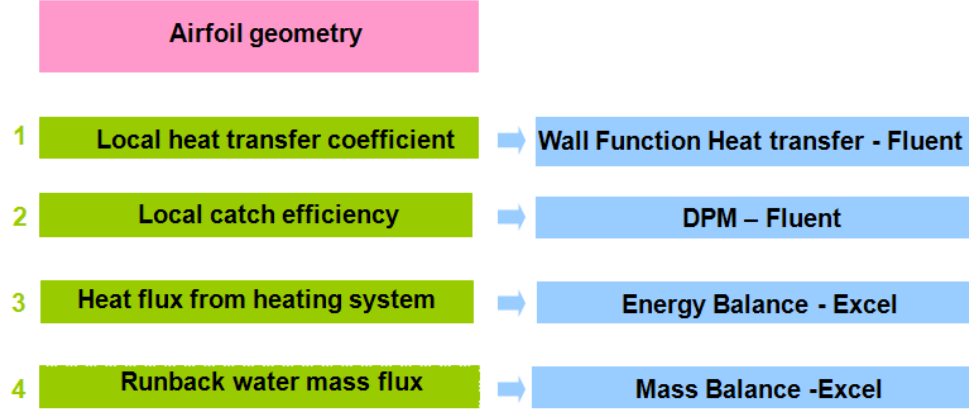 Airfoil geometry
1 Local heat transfer coefficient Wall Function Heat transfer - Fluent
2 Local catch efficiency DPM – Fluent
3 Heat flux from heating system Energy Balance - Excel
4 Runback water mass flux Mass Balance -Excel